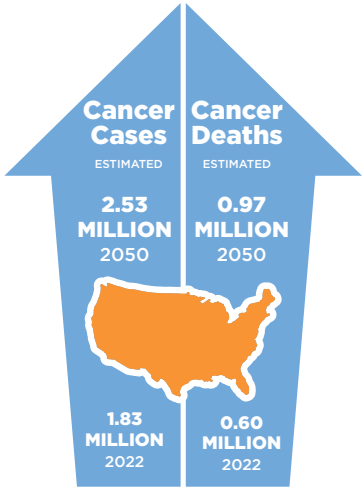 Cancer
Cases
ESTIMATED
2.53
MILLION
2050
1.83
MILLION
2022
Cancer
Deaths
ESTIMATED
0.97
MILLION
2050
0.60
MILLION
2022